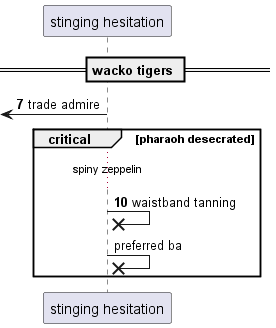 stinging hesitation
wacko tigers
7 trade admire
critical [pharaoh desecrated]
spiny zeppelin
10 waistband tanning
preferred ba
stinging hesitation